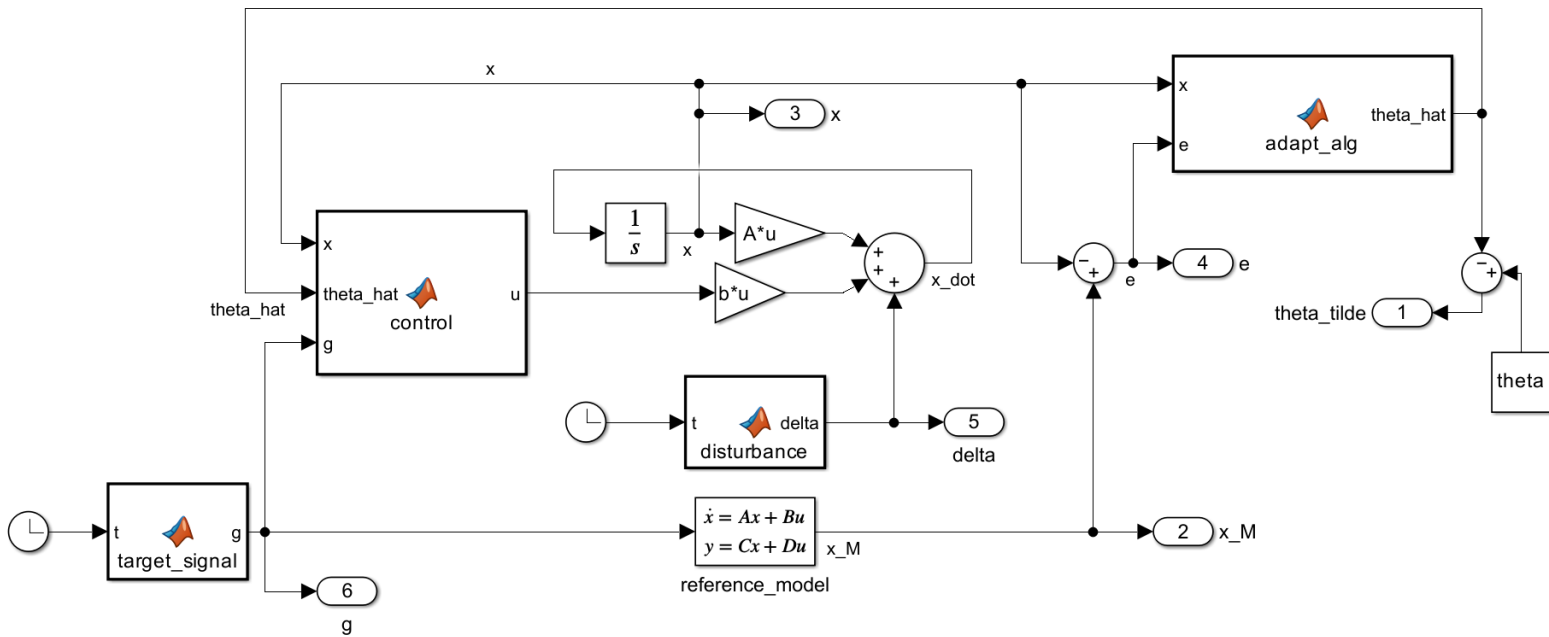 x
x
e
theta_hat
adapt_alg
3
x
1
s
x
A*u
+
+
+
x_dot
−
+
e
4
e
−
+
theta_tilde
1
theta
x
theta_hat
g
u
control
theta_hat
b*u
t
delta
disturbance
5
delta
t
g
target_signal
ẋ = Ax + Bu
y = Cx + Du
reference_model
x_M
2
x_M
6
g